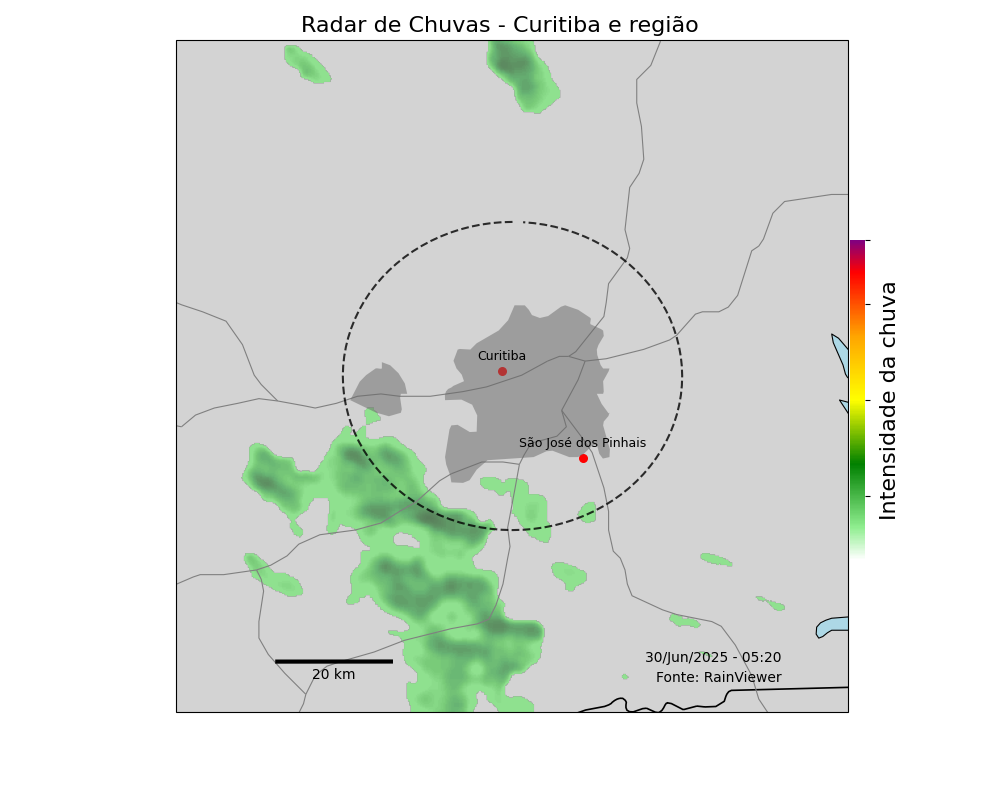 Radar de Chuvas - Curitiba e região
Curitiba
São José dos Pinhais
Intensidade da chuva
20 km
30/Jun/2025 - 05:20
Fonte: RainViewer